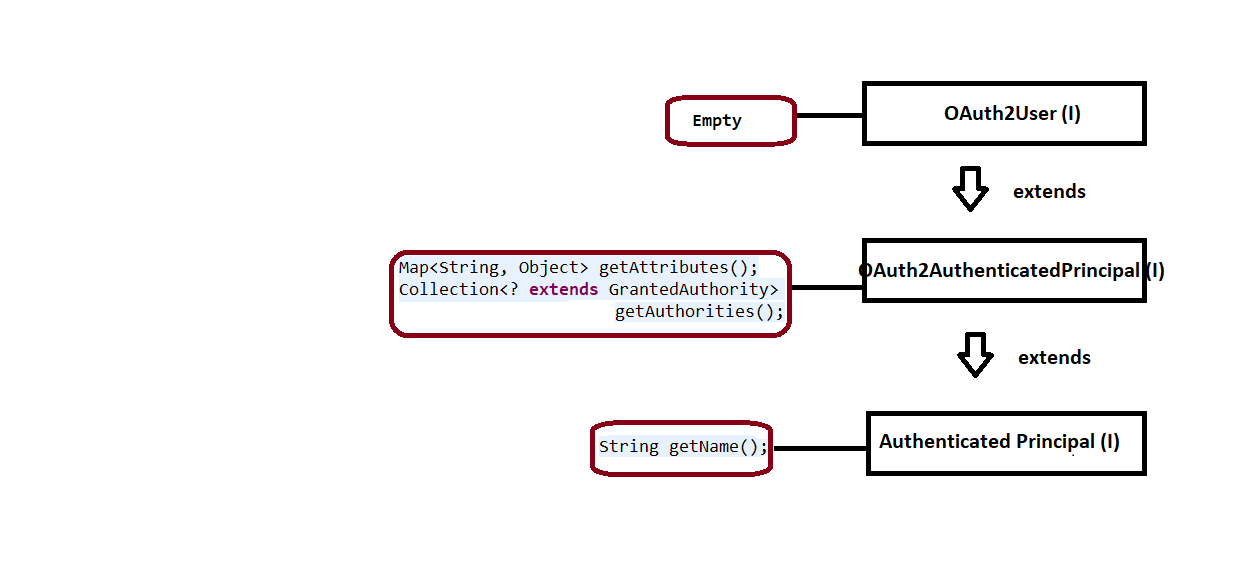 Empty
OAuth2User (I)
extends
Map<String, Object> getAttributes();
Collection<? extends GrantedAuthority>
getAuthorities();
OAuth2AuthenticatedPrincipal (I)
extends
String getName();
Authenticated Principal (I)